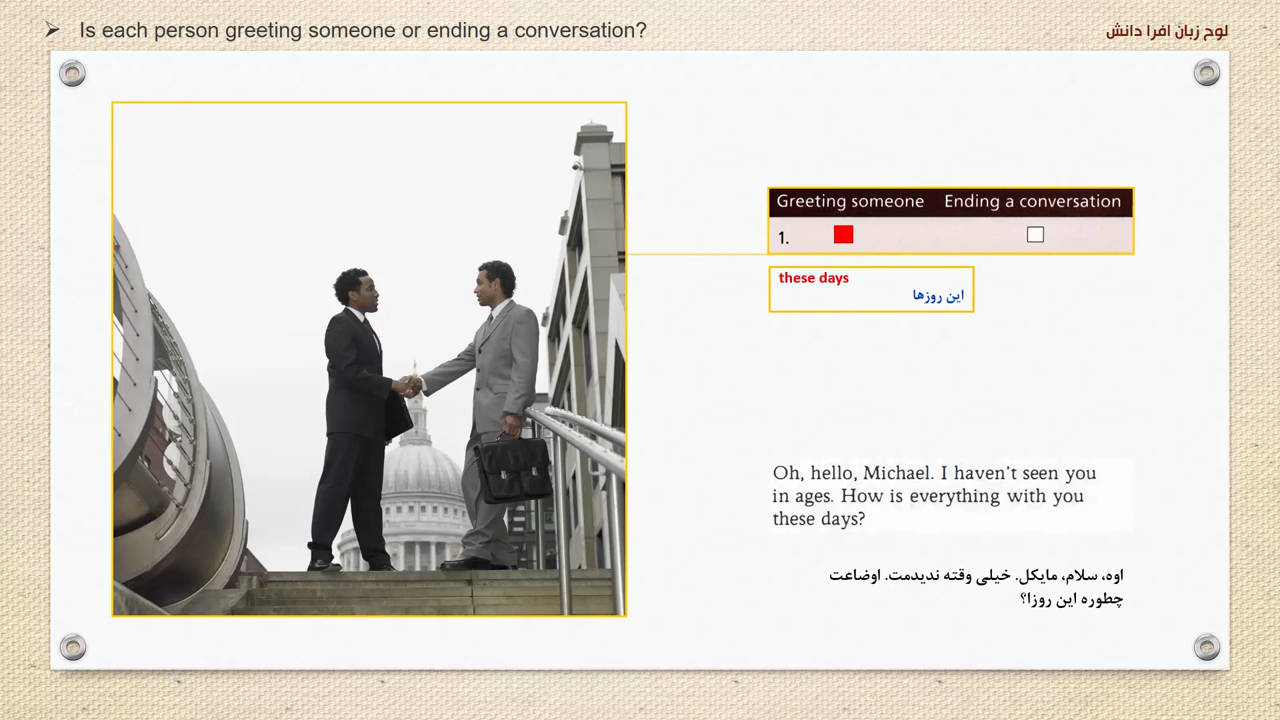 Is each person greeting someone or ending a conversation?
لوح زبان افرا دانش
Greeting someone Ending a conversation
1.
these days
این روزها
Oh, hello, Michael. I haven't seen you
in ages. How is everything with you
these days?
اوه، سلام، مایکل. خیلی وقته ندیدمت. اوضاعت
چطوره این روزا؟